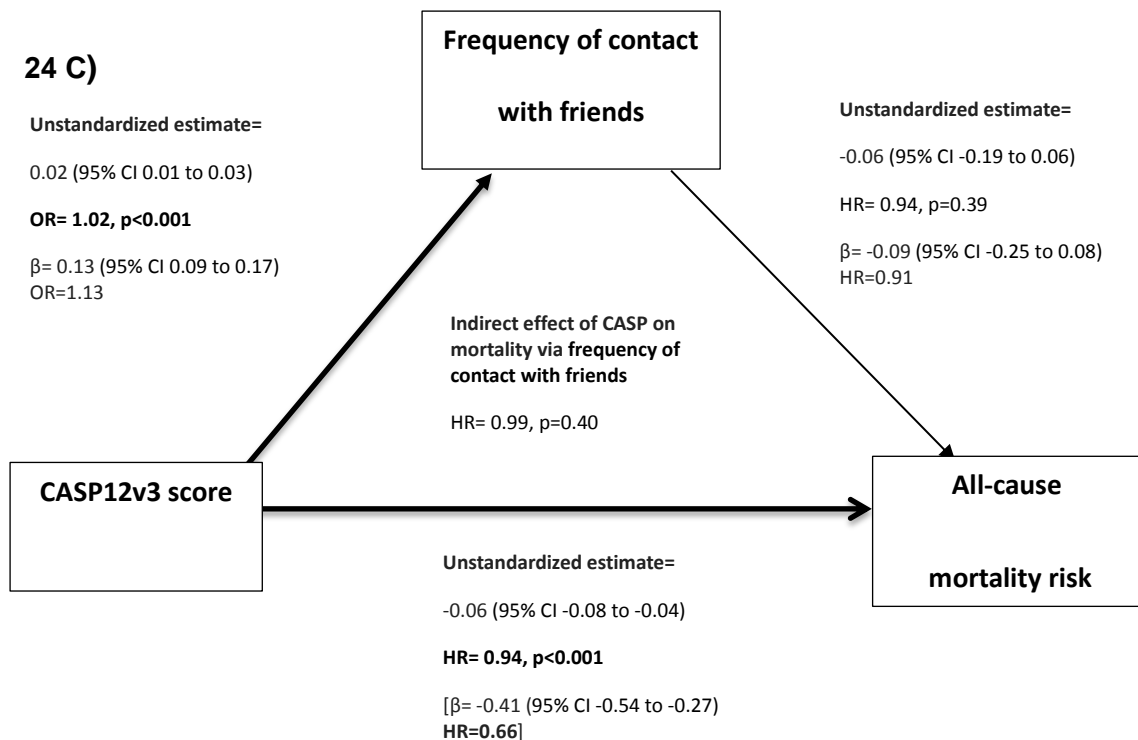 24 C)
Frequency of contact
with friends
Unstandardized estimate=
0.02 (95% CI 0.01 to 0.03)
OR= 1.02, p<0.001
β= 0.13 (95% CI 0.09 to 0.17)
OR=1.13
Unstandardized estimate=
-0.06 (95% CI -0.19 to 0.06)
HR= 0.94, p=0.39
β= -0.09 (95% CI -0.25 to 0.08)
HR=0.91
Indirect effect of CASP on
mortality via frequency of
contact with friends
HR= 0.99, p=0.40
CASP12v3 score
All-cause
mortality risk
Unstandardized estimate=
-0.06 (95% CI -0.08 to -0.04)
HR= 0.94, p<0.001
[β= -0.41 (95% CI -0.54 to -0.27)
HR=0.66]